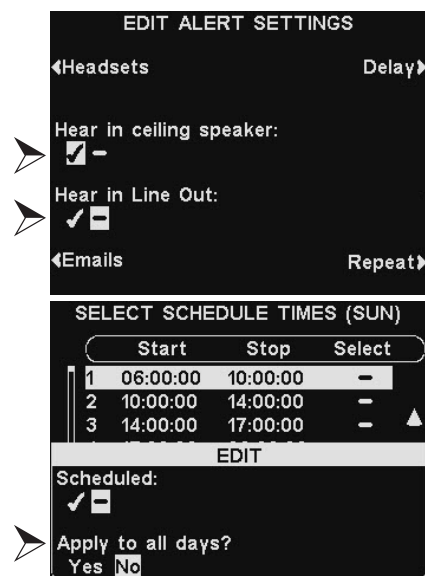 EDIT ALERT SETTINGS
Headsets Delay
Hear in ceiling speaker:
✓ –
Hear in Line Out:
✓ –
Emails Repeat
SELECT SCHEDULE TIMES (SUN)
Start Stop Select
1 06:00:00 10:00:00 –
2 10:00:00 14:00:00 –
3 14:00:00 17:00:00 –
EDIT
Scheduled:
✓ –
Apply to all days?
Yes No